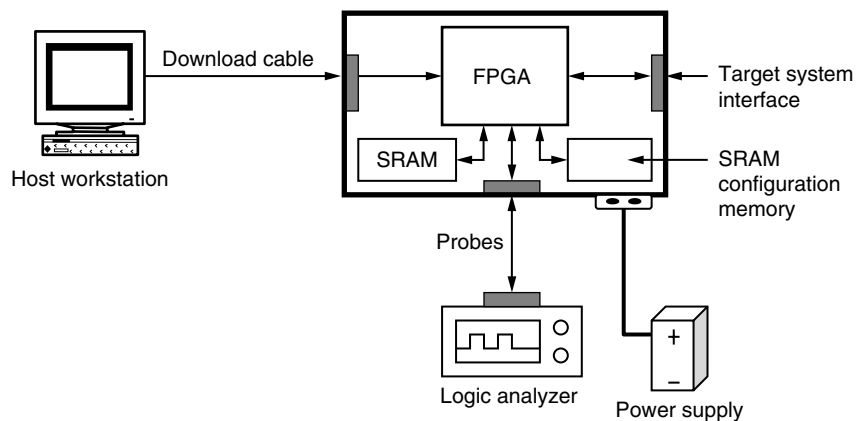 Download cable
FPGA
Target system
interface
SRAM
SRAM
configuration
memory
Host workstation
Probes
Logic analyzer
+
–
Power supply